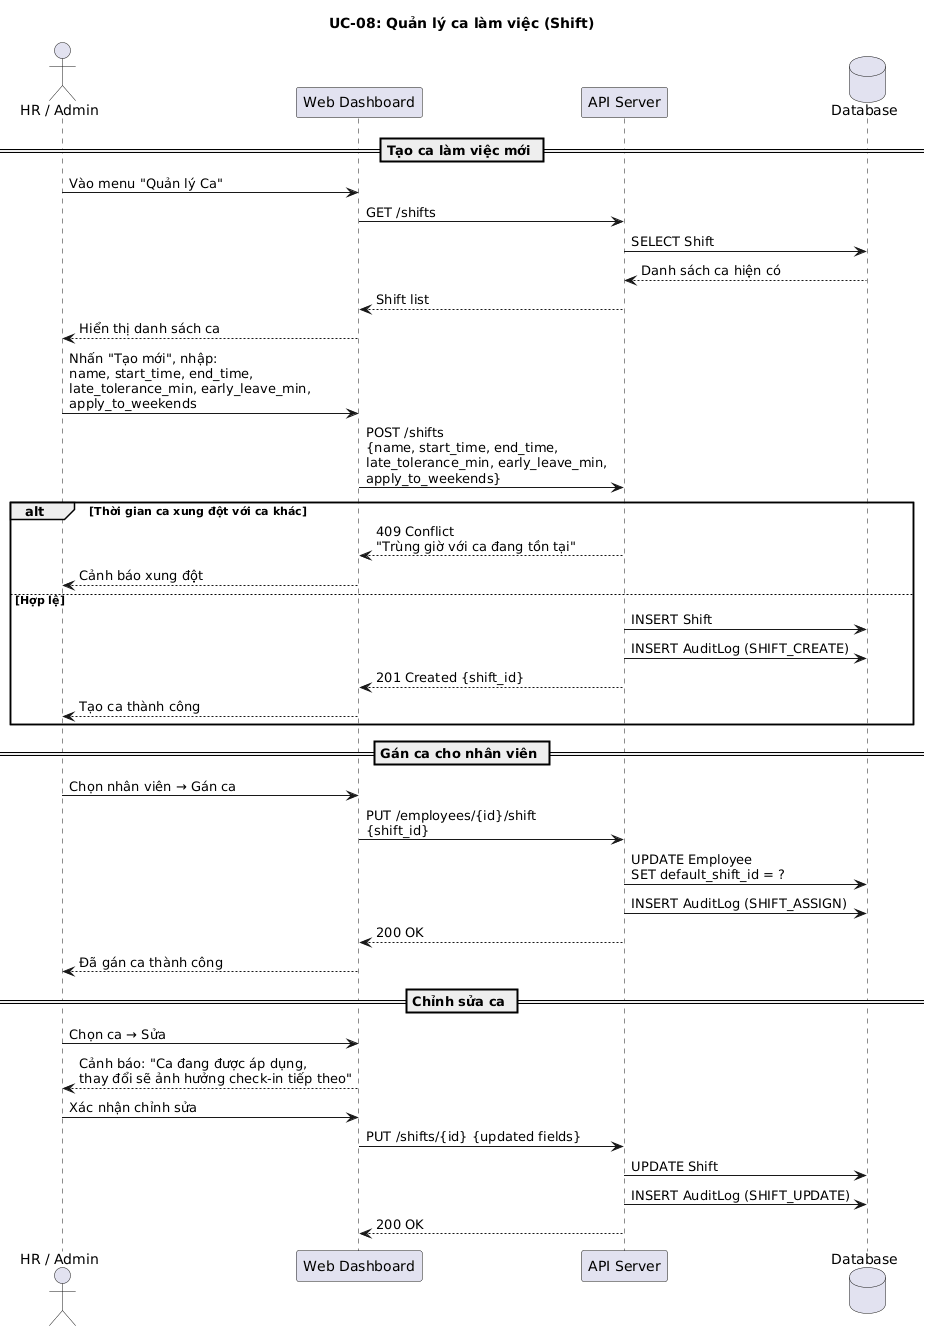 UC-08: Quản lý ca làm việc (Shift)
HR / Admin
Web Dashboard
API Server
Database
Tạo ca làm việc mới
Vào menu "Quản lý Ca"
GET /shifts
SELECT Shift
Danh sách ca hiện có
Shift list
Hiển thị danh sách ca
Nhấn "Tạo mới", nhập:
name, start_time, end_time,
late_tolerance_min, early_leave_min,
apply_to_weekends
POST /shifts
{name, start_time, end_time,
late_tolerance_min, early_leave_min,
apply_to_weekends}
alt
[Thời gian ca xung đột với ca khác]
409 Conflict
"Trùng giờ với ca đang tồn tại"
Cảnh báo xung đột
[Hợp lệ]
INSERT Shift
INSERT AuditLog (SHIFT_CREATE)
201 Created {shift_id}
Tạo ca thành công
Gán ca cho nhân viên
Chọn nhân viên → Gán ca
PUT /employees/{id}/shift
{shift_id}
UPDATE Employee
SET default_shift_id = ?
INSERT AuditLog (SHIFT_ASSIGN)
200 OK
Đã gán ca thành công
Chỉnh sửa ca
Chọn ca → Sửa
Cảnh báo: "Ca đang được áp dụng,
thay đổi sẽ ảnh hưởng check-in tiếp theo"
Xác nhận chỉnh sửa
PUT /shifts/{id} {updated fields}
UPDATE Shift
INSERT AuditLog (SHIFT_UPDATE)
200 OK
HR / Admin
Web Dashboard
API Server
Database